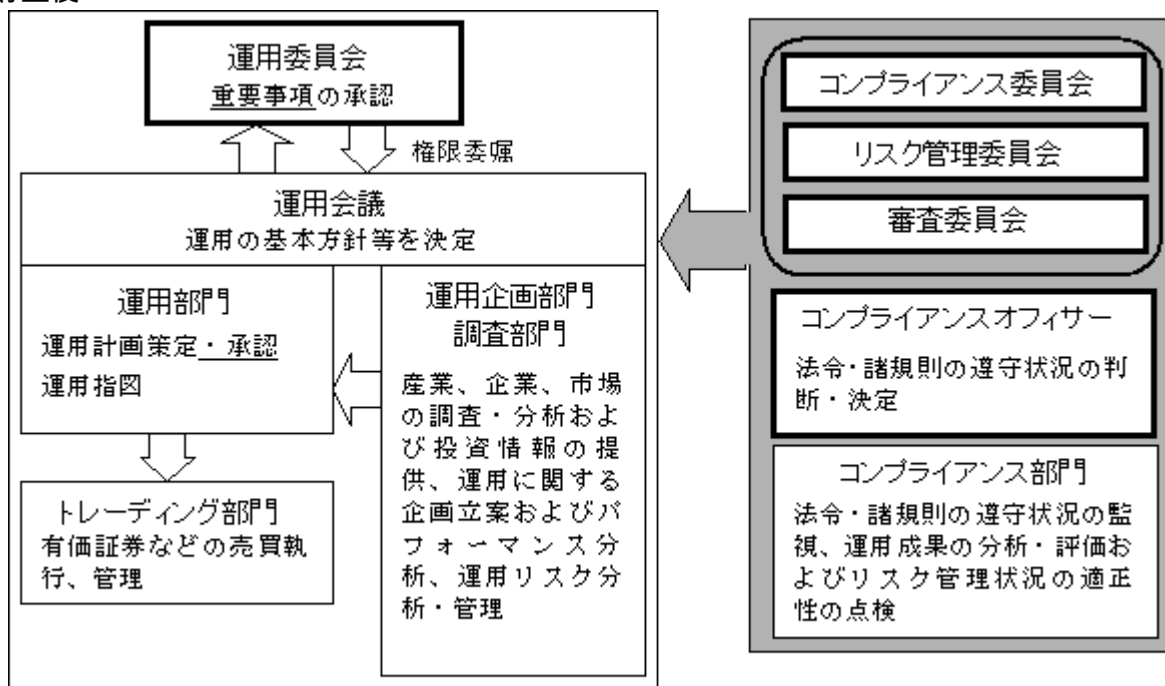 運用委員会
重要事項の承認
権限委嘱
運用会議
運用の基本方針等を決定
運用部門
運用計画策定・承認
運用指図
運用企画部門
調査部門
産業、企業、市場
の調査・分析およ
び投資情報の提
供、運用に関する
企画立案およびパ
フォーマンス分
析、運用リスク分
析・管理
トレーディング部門
有価証券などの売買執
行、管理
コンプライアンス委員会
リスク管理委員会
審査委員会
コンプライアンスオフィサー
法令・諸規則の遵守状況の判
断・決定
コンプライアンス部門
法令・諸規則の遵守状況の監
視、運用成果の分析・評価お
よびリスク管理状況の適正
性の点検